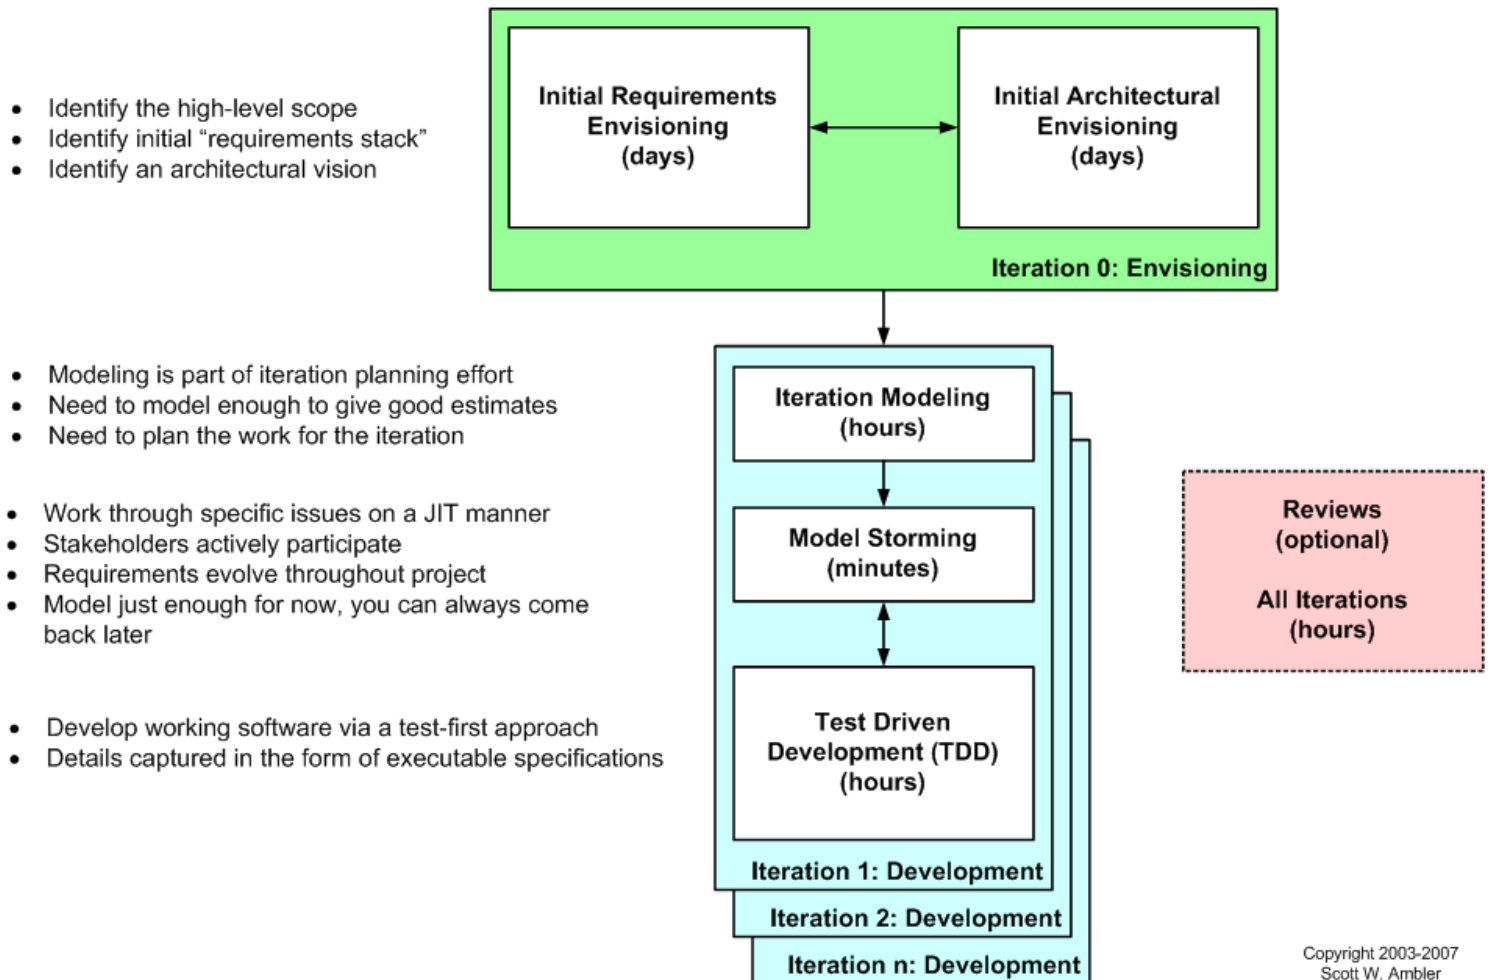 Initial Requirements
Envisioning
(days)
Initial Architectural
Envisioning
(days)
Iteration 0: Envisioning
• Identify the high-level scope
• Identify initial “requirements stack”
• Identify an architectural vision
• Modeling is part of iteration planning effort
• Need to model enough to give good estimates
• Need to plan the work for the iteration
Iteration Modeling
(hours)
• Work through specific issues on a JIT manner
• Stakeholders actively participate
• Requirements evolve throughout project
• Model just enough for now, you can always come
back later
Model Storming
(minutes)
Reviews
(optional)
All Iterations
(hours)
• Develop working software via a test-first approach
• Details captured in the form of executable specifications
Test Driven
Development (TDD)
(hours)
Iteration 1: Development
Iteration 2: Development
Iteration n: Development
Copyright 2003-2007
Scott W. Ambler